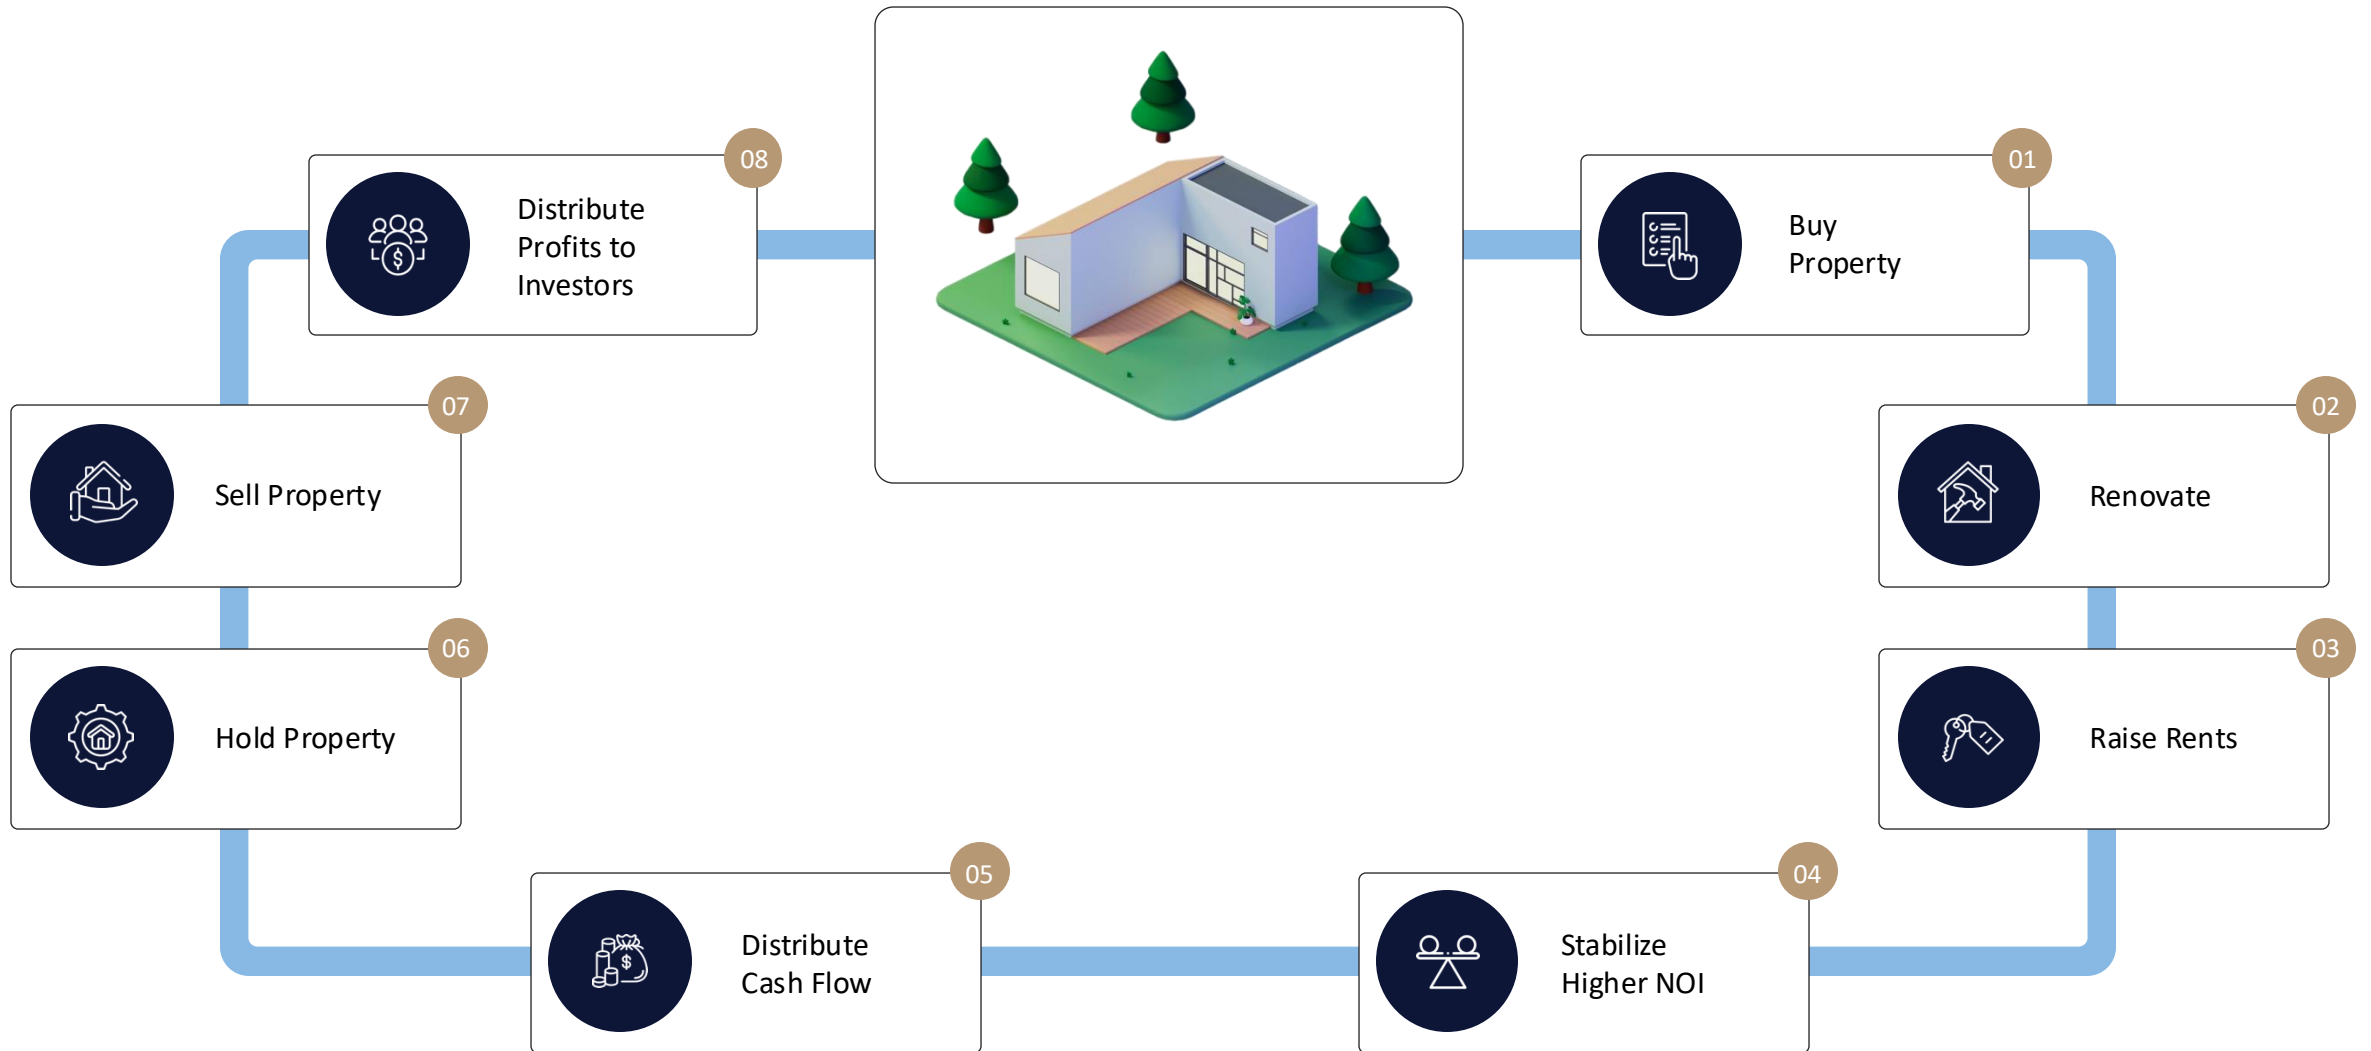 01
Buy
Property
02
Renovate
03
Raise Rents
04
Stabilize
Higher NOI
05
Distribute
Cash Flow
06
Hold Property
07
Sell Property
08
Distribute
Profits to
Investors